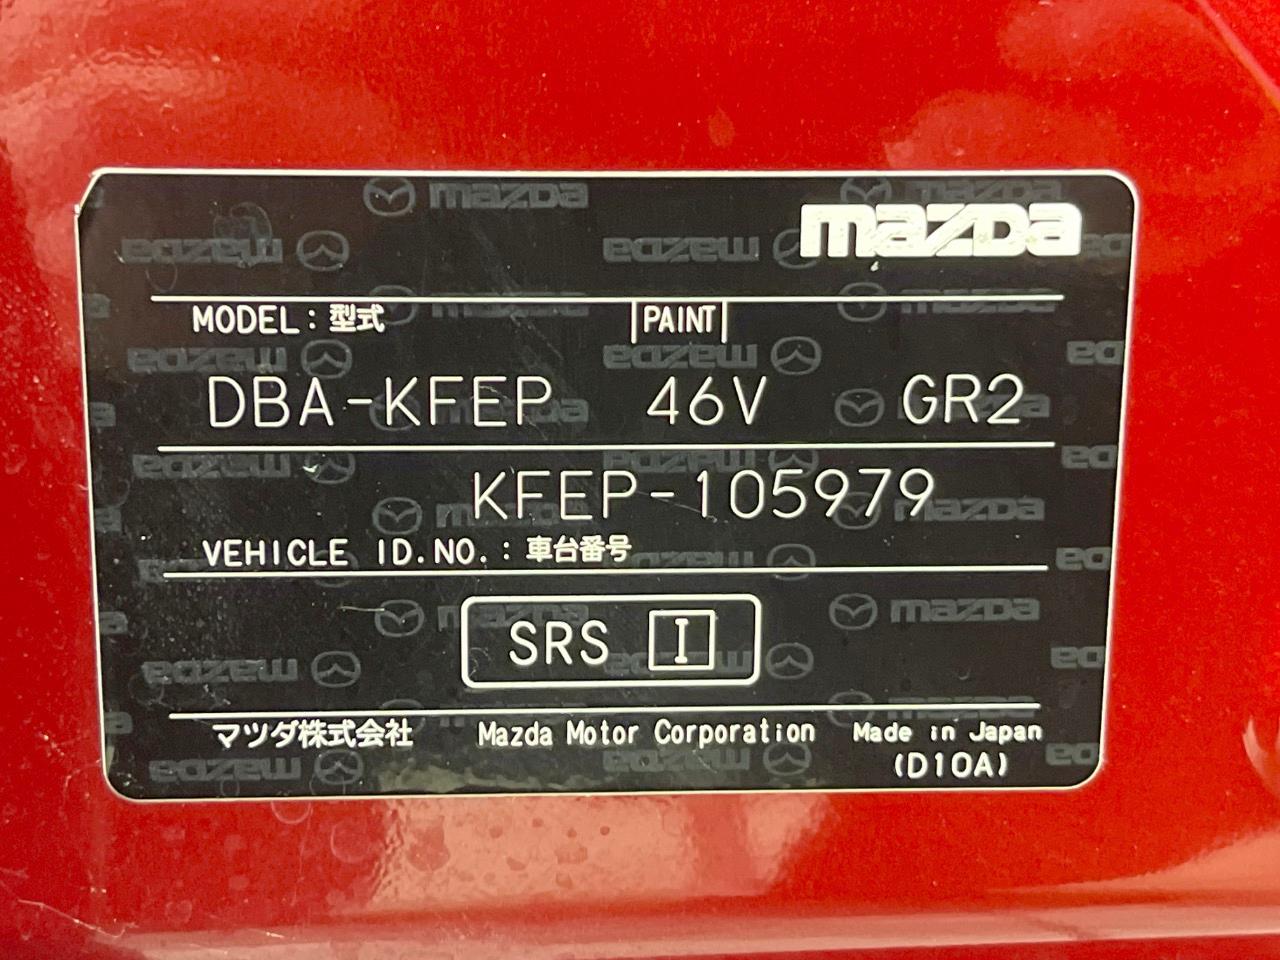 mazda
MODEL : 型式 PAINT
DBA-KFEP 46V GR2
KFEP-105979
VEHICLE ID.NO. : 車台番号
SRS I
マツダ株式会社 Mazda Motor Corporation Made in Japan
(D10A)